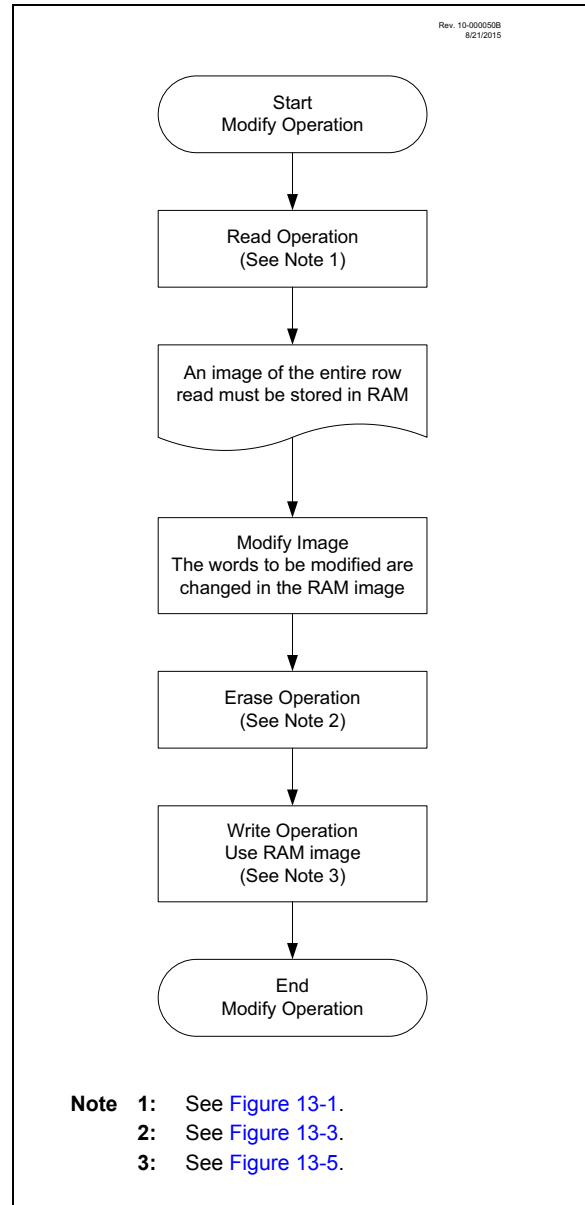 Rev. 10-000050B
8/21/2015
Start
Modify Operation
Read Operation
(See Note 1)
An image of the entire row
read must be stored in RAM
Modify Image
The words to be modified are
changed in the RAM image
Erase Operation
(See Note 2)
Write Operation
Use RAM image
(See Note 3)
End
Modify Operation
Note 1: See Figure 13-1.
2: See Figure 13-3.
3: See Figure 13-5.